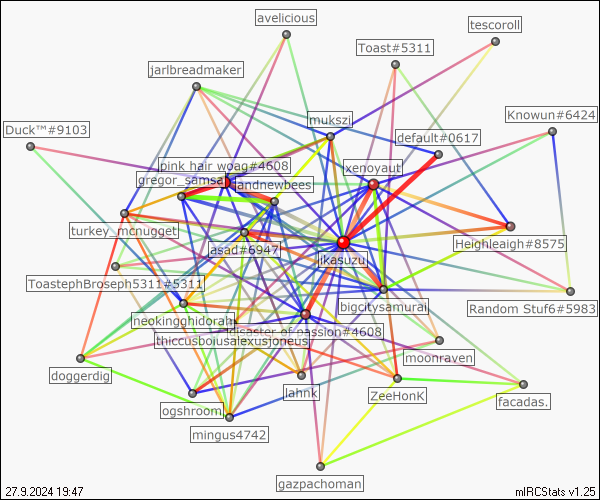 avelicious
tescoroll
Toast#5311
jarlbreadmaker
Knowun#6424
mukszi
Duck™#9103
default#0617
pink hair woag#4608
xenoyaut
gregor_samsa
andnewbees
turkey_mcnugget
asad#6947
Heighleaigh#8575
jkasuzu
ToastephBroseph5311#5311
bigcitysamurai
Random Stuf6#5983
neokingghidorah
disaster of passion#4608
thiccusboiusalexusjoneus
moonraven
doggerdig
lahnk
ZeeHonK
facadas.
ogshroom
mingus4742
gazpachoman
27.9.2024 19:47
mIRCStats v1.25